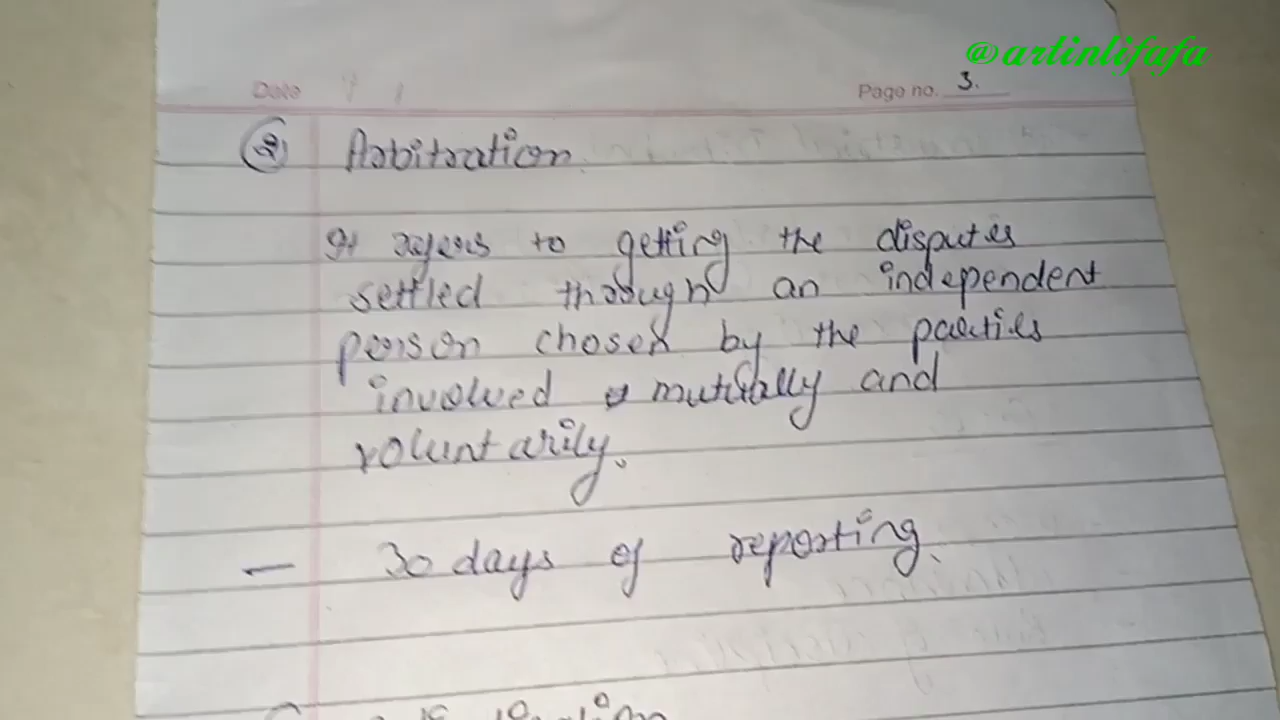 @artinlifafa
Date
Page no. 3.
2) Arbitration.
It refers to getting the disputes
settled through an independent
person chosen by the parties
involved mutually and
voluntarily.
— 30 days of reporting.